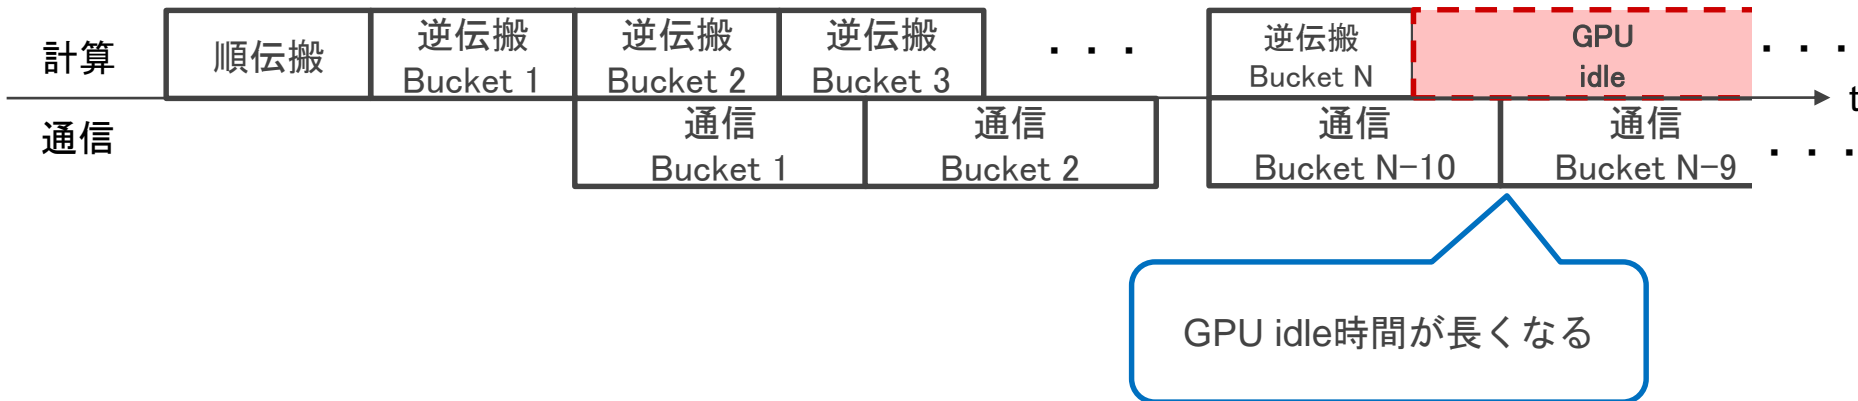 計算
順伝搬
逆伝搬
Bucket 1
逆伝搬
Bucket 2
逆伝搬
Bucket 3
・・・
逆伝搬
Bucket N
GPU
idle
・・・
t
通信
通信
Bucket 1
通信
Bucket 2
通信
Bucket N-10
通信
Bucket N-9
・・・
GPU idle時間が長くなる